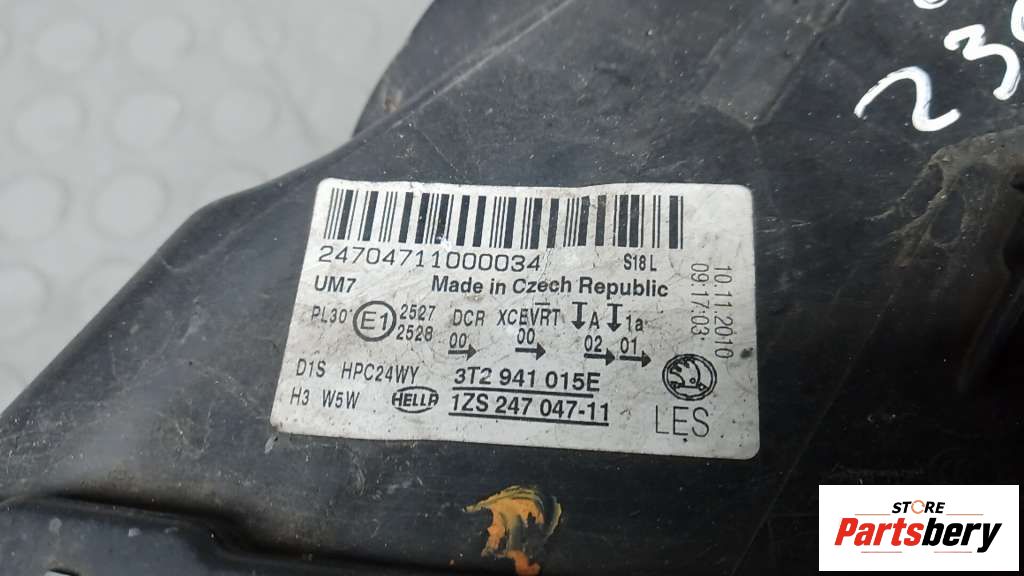 23
24704711000034 S18 L
UM7 Made in Czech Republic
PL30 E1 2527 DCR XCEVRT A 1a
2528 00 00 02 01
D1S HPC24WY 3T2 941 015E
H3 W5W HELLA 1ZS 247 047-11
LES
10.11.2010
09:17:03
STORE
Partsbery